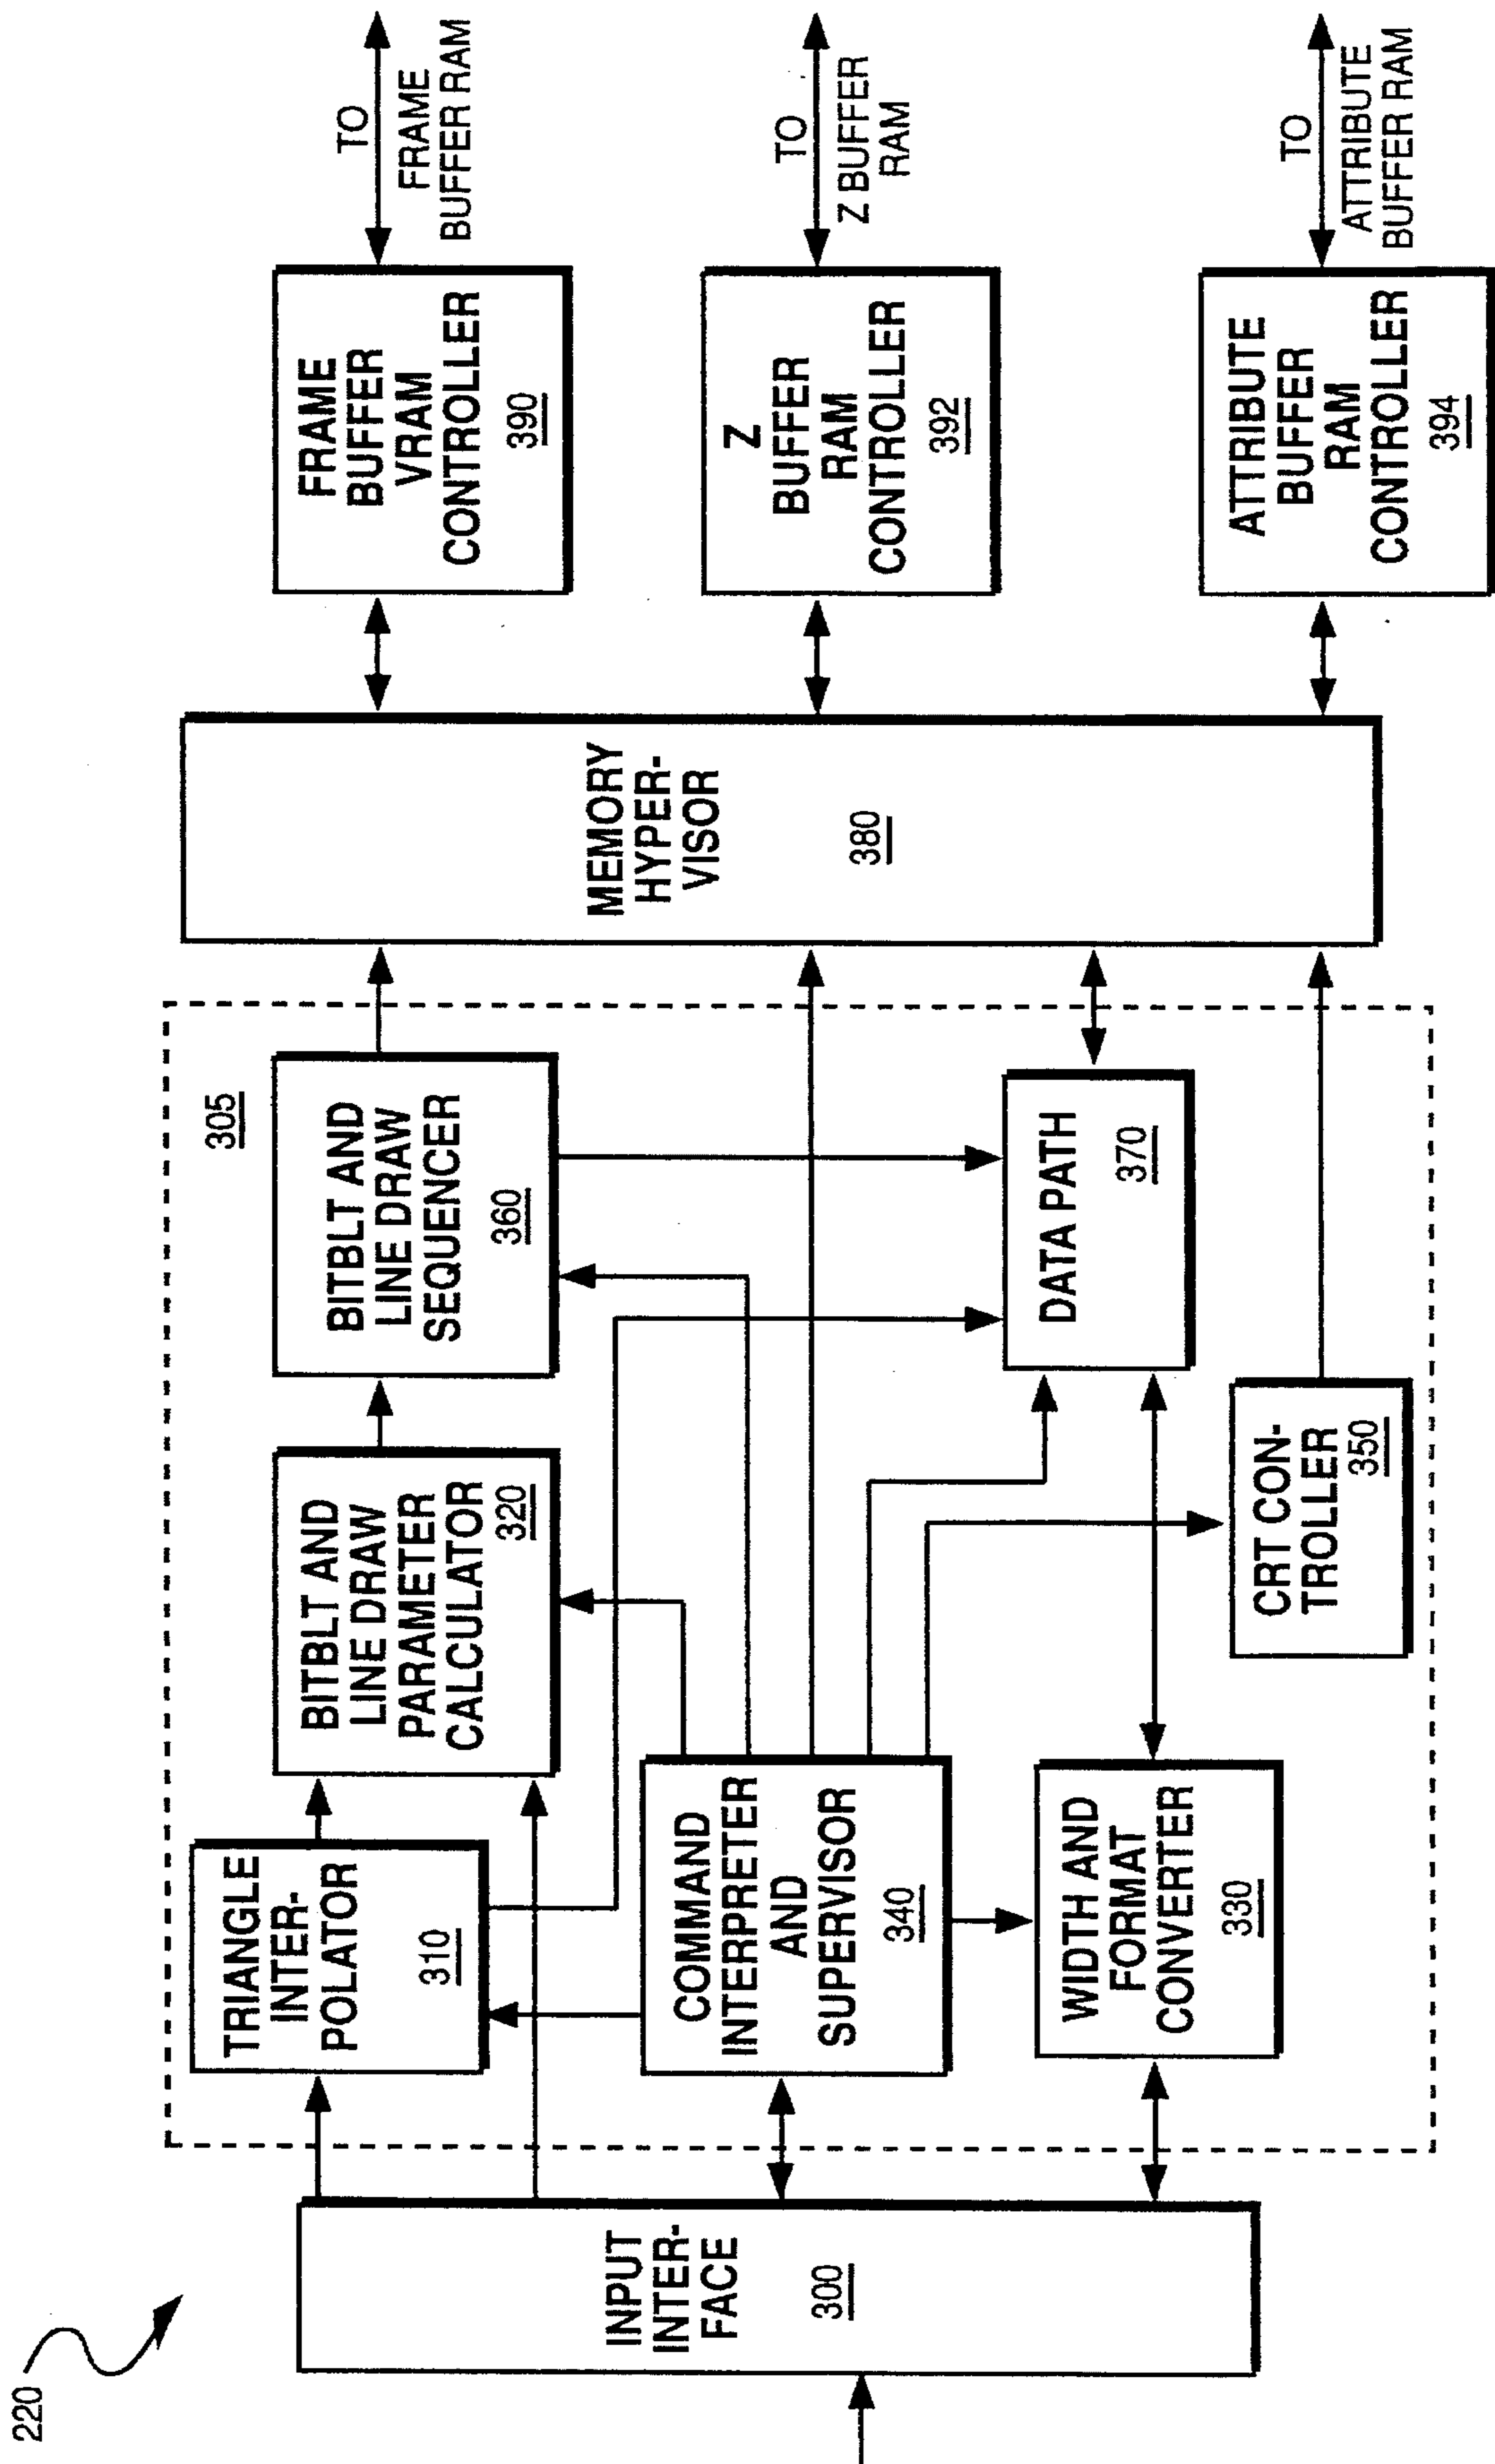 220
INPUT
INTER-
FACE
300
305
TRIANGLE
INTER-
POLATOR
310
BITBLT AND
LINE DRAW
PARAMETER
CALCULATOR
320
BITBLT AND
LINE DRAW
SEQUENCER
360
COMMAND
INTERPRETER
AND
SUPERVISOR
340
WIDTH AND
FORMAT
CONVERTER
330
DATA PATH
370
CRT CON-
TROLLER
350
MEMORY
HYPER-
VISOR
380
FRAME
BUFFER
VRAM
CONTROLLER
390
TO
FRAME
BUFFER RAM
Z
BUFFER
RAM
CONTROLLER
392
TO
Z BUFFER
RAM
ATTRIBUTE
BUFFER
RAM
CONTROLLER
394
TO
ATTRIBUTE
BUFFER RAM